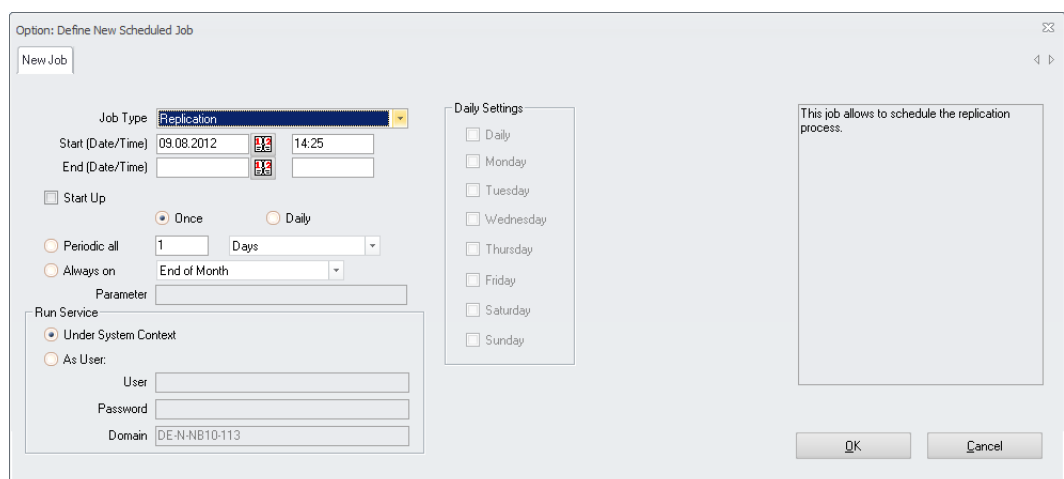 Option: Define New Scheduled Job
New Job
Job Type Replication
Start (Date/Time) 09.08.2012 14:25
End (Date/Time)
Start Up
Once Daily
Periodic all 1 Days
Always on End of Month
Parameter
Run Service
Under System Context
As User:
User
Password
Domain DE-N-NB10-113
Daily Settings
Daily
Monday
Tuesday
Wednesday
Thursday
Friday
Saturday
Sunday
This job allows to schedule the replication
process.
OK Cancel